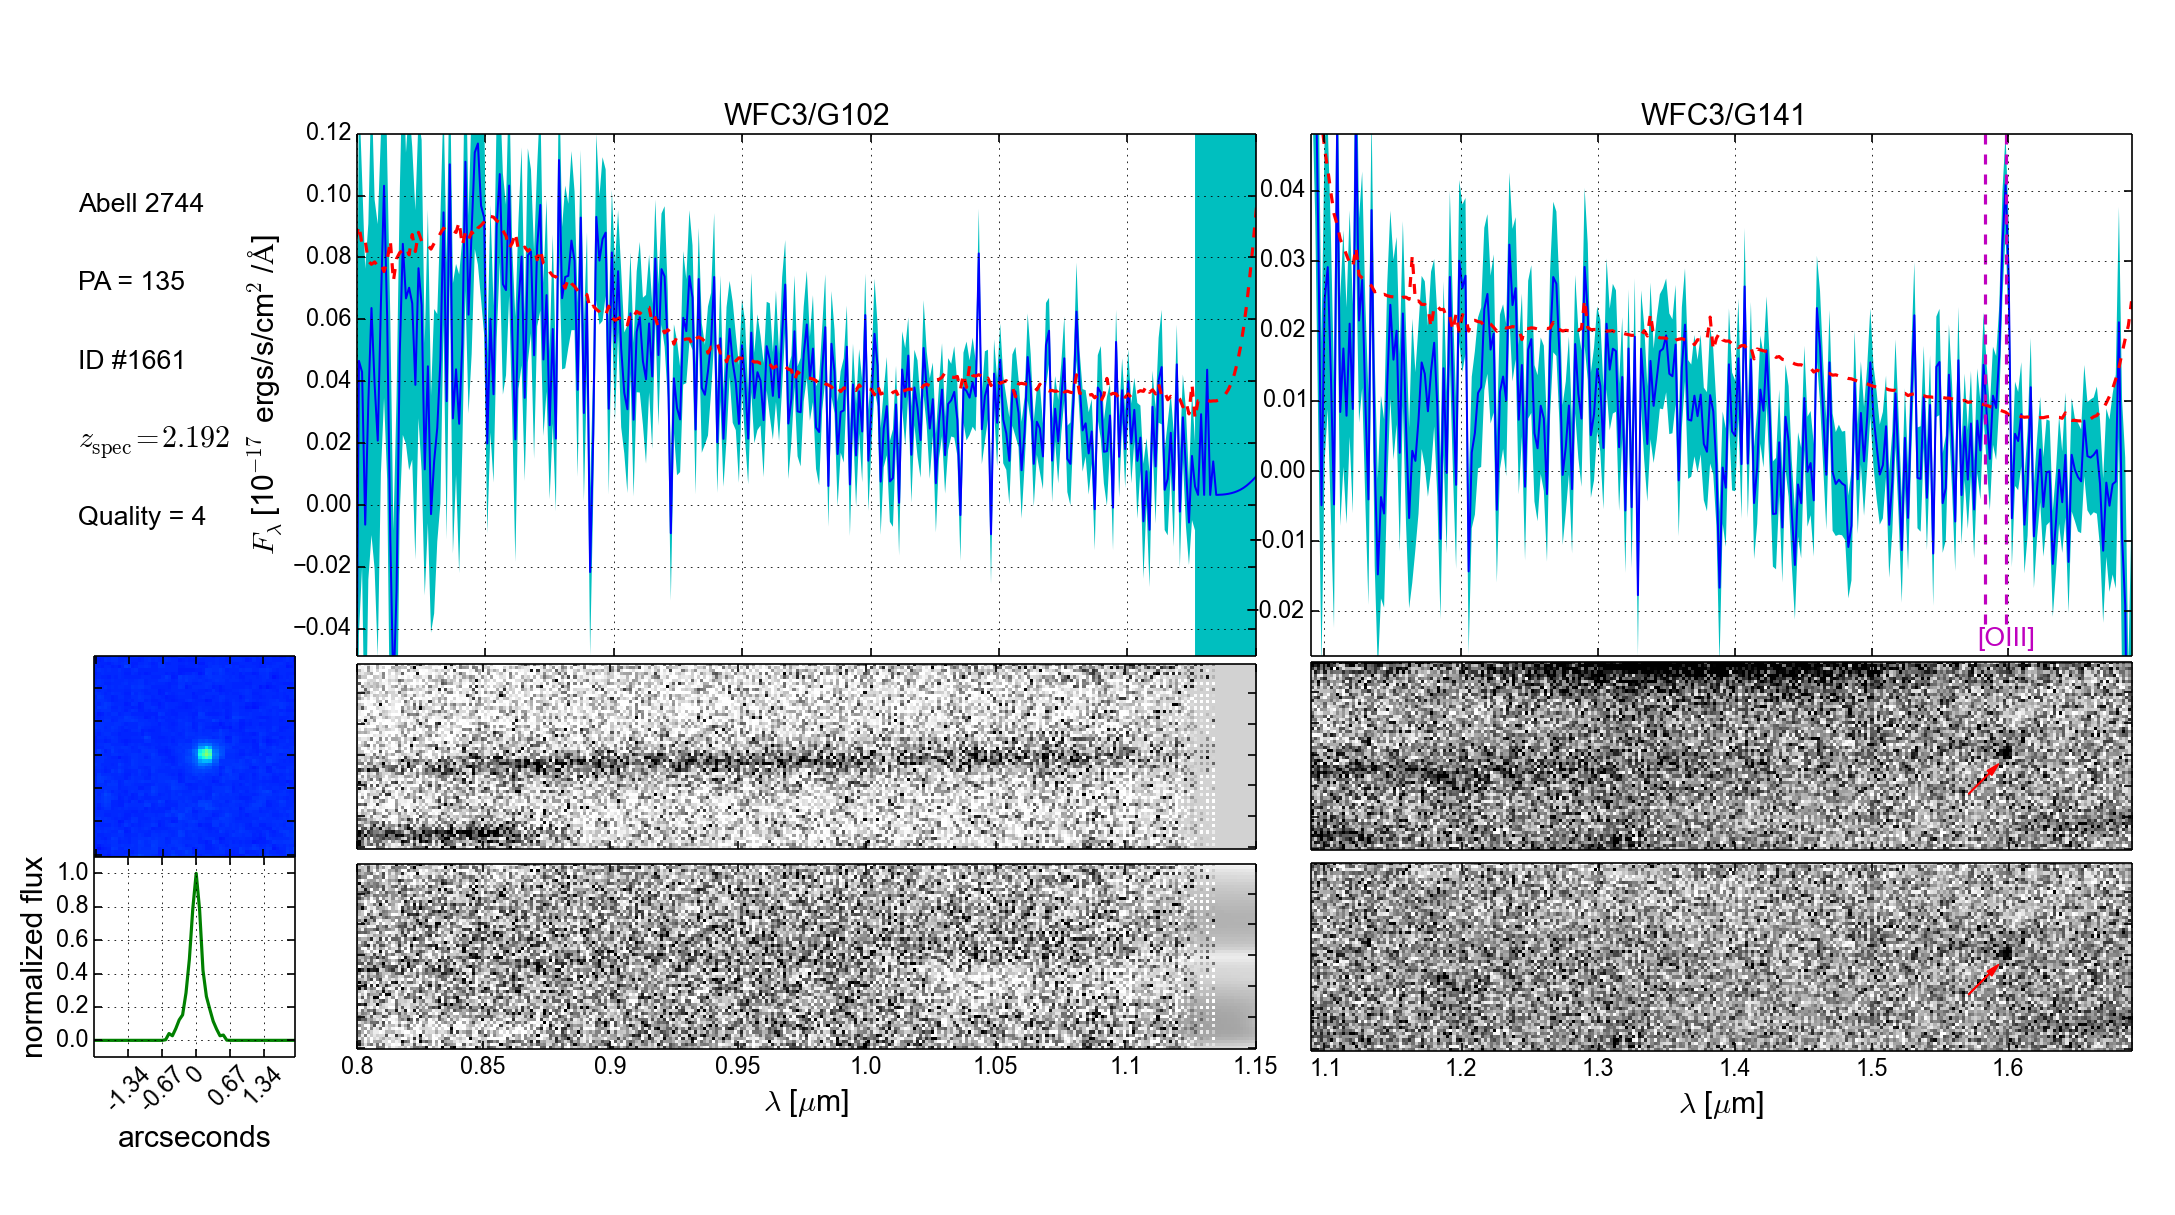 WFC3/G102
WFC3/G141
Abell 2744
PA = 135
ID #1661
z_spec = 2.192
Quality = 4
F_λ [10^−17 ergs/s/cm^2 /Å]
0.12
0.10
0.08
0.06
0.04
0.02
0.00
−0.02
−0.04
0.04
0.03
0.02
0.01
0.00
-0.01
0.02
[OIII]
normalized flux
1.0
0.8
0.6
0.4
0.2
0.0
-1.34 -0.67 0 0.67 1.34
arcseconds
0.8 0.85 0.9 0.95 1.0 1.05 1.1 1.15
λ [μm]
1.1 1.2 1.3 1.4 1.5 1.6
λ [μm]